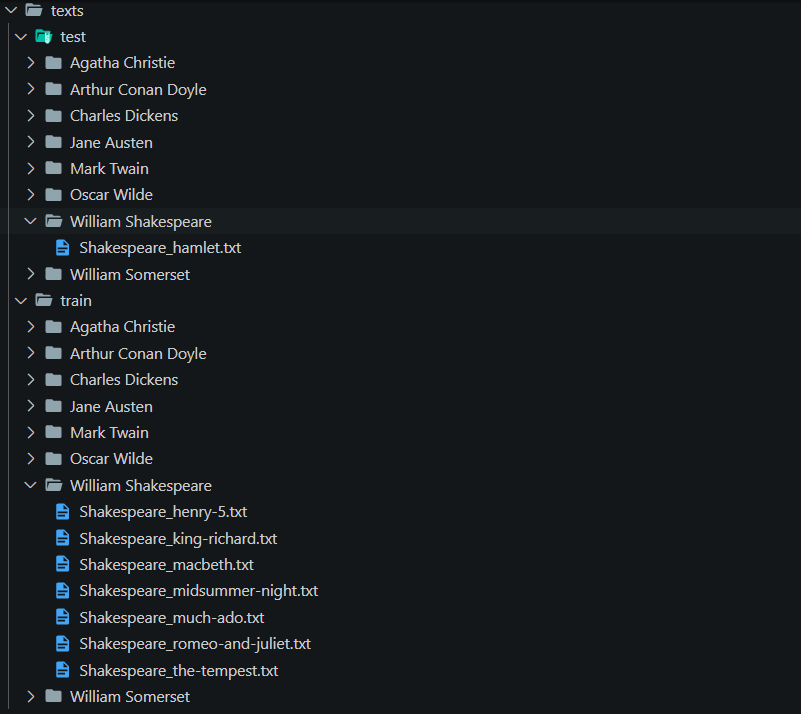 texts
test
Agatha Christie
Arthur Conan Doyle
Charles Dickens
Jane Austen
Mark Twain
Oscar Wilde
William Shakespeare
Shakespeare_hamlet.txt
William Somerset
train
Agatha Christie
Arthur Conan Doyle
Charles Dickens
Jane Austen
Mark Twain
Oscar Wilde
William Shakespeare
Shakespeare_henry-5.txt
Shakespeare_king-richard.txt
Shakespeare_macbeth.txt
Shakespeare_midsummer-night.txt
Shakespeare_much-ado.txt
Shakespeare_romeo-and-juliet.txt
Shakespeare_the-tempest.txt
William Somerset